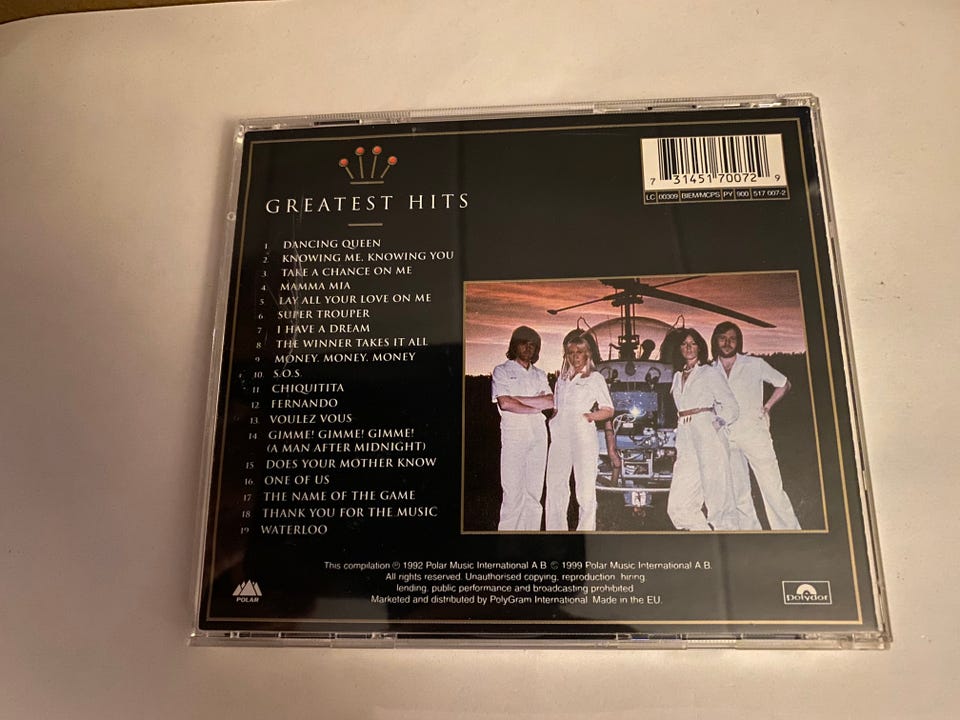 GREATEST HITS
7 31451 70072 9
LC 00309 BIEM/MCPS PY 900 517 007-2
1. DANCING QUEEN
2. KNOWING ME, KNOWING YOU
3. TAKE A CHANCE ON ME
4. MAMMA MIA
5. LAY ALL YOUR LOVE ON ME
6 SUPER TROUPER
7 I HAVE A DREAM
8 THE WINNER TAKES IT ALL
9 MONEY, MONEY, MONEY
10. S.O.S.
11 CHIQUITITA
12 FERNANDO
13. VOULEZ VOUS
14 GIMME! GIMME! GIMME!
(A MAN AFTER MIDNIGHT)
15 DOES YOUR MOTHER KNOW
16. ONE OF US
17 THE NAME OF THE GAME
18 THANK YOU FOR THE MUSIC
19 WATERLOO
This compilation ℗ 1992 Polar Music International A.B. © 1999 Polar Music International A.B.
All rights reserved. Unauthorised copying, reproduction, hiring,
lending, public performance and broadcasting prohibited.
Marketed and distributed by PolyGram International. Made in the EU.
POLAR
Polydor